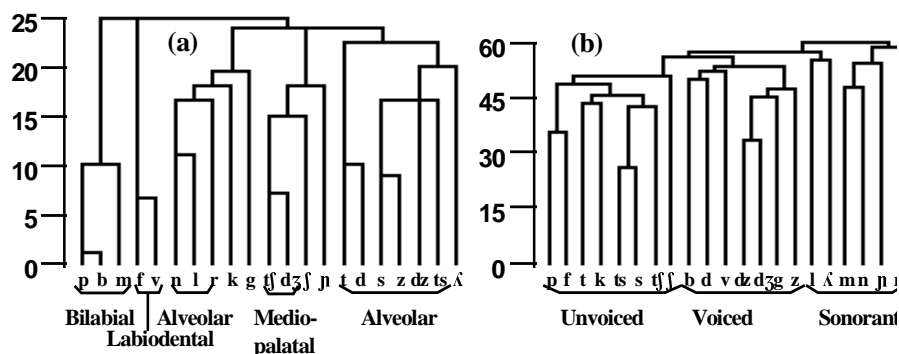 25
20
15
10
5
0
(a)
p b m f v n l r k g tʃ dʒ ʃ ɲ t d s z dz ts ʎ
Bilabial
Labiodental
Alveolar
Medio-
palatal
Alveolar
60
45
30
15
0
(b)
p f t k ts s tʃ ʃ b d v dz dʒ g z l ʎ m n ɲ r
Unvoiced
Voiced
Sonorant